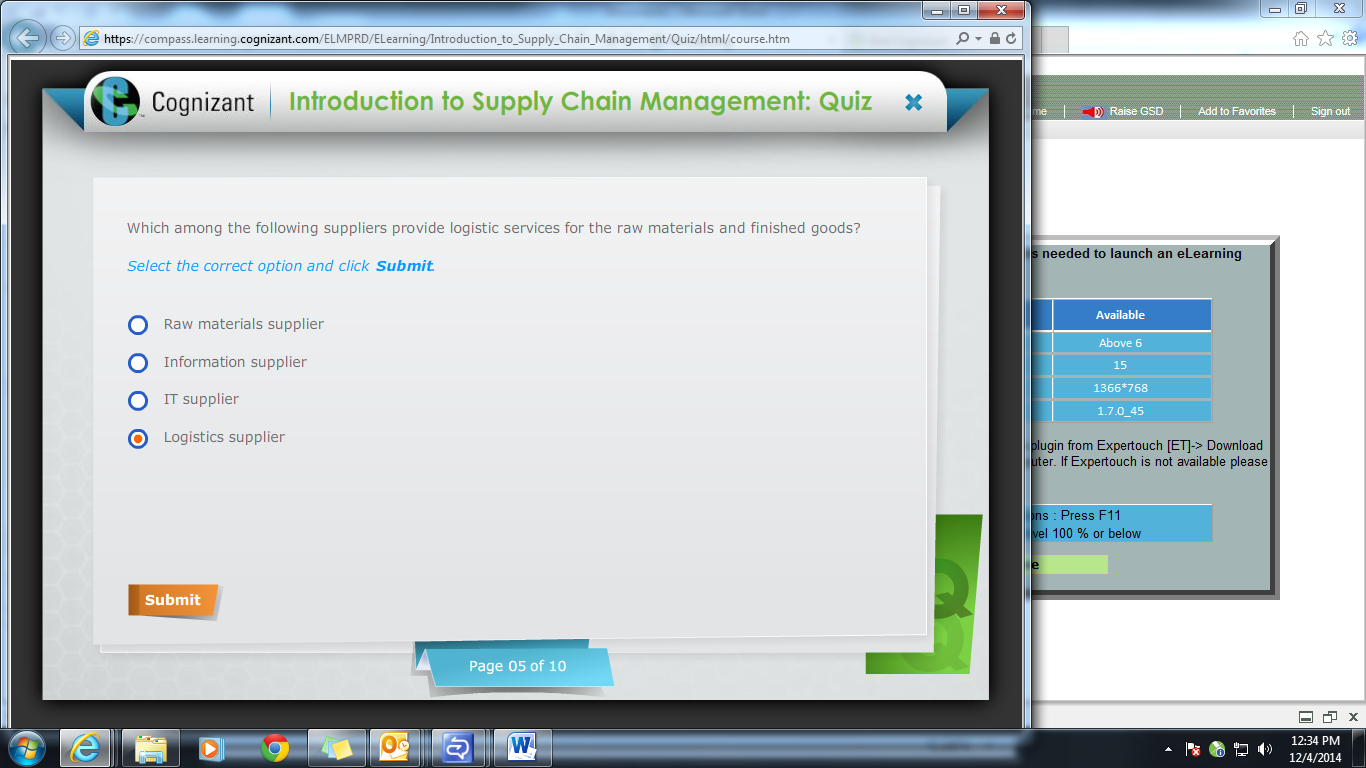 https://compass.learning.cognizant.com/ELMPRD/ELearning/Introduction_to_Supply_Chain_Management/Quiz/html/course.htm
Cognizant
Introduction to Supply Chain Management: Quiz
Raise GSD
Add to Favorites
Sign out
Which among the following suppliers provide logistic services for the raw materials and finished goods?
Select the correct option and click Submit.
Raw materials supplier
Information supplier
IT supplier
Logistics supplier
Submit
Page 05 of 10
needed to launch an eLearning
Available
Above 6
15
1366*768
1.7.0_45
plugin from Expertouch [ET]-> Download
If Expertouch is not available please
: Press F11
100 % or below
12:34 PM
12/4/2014